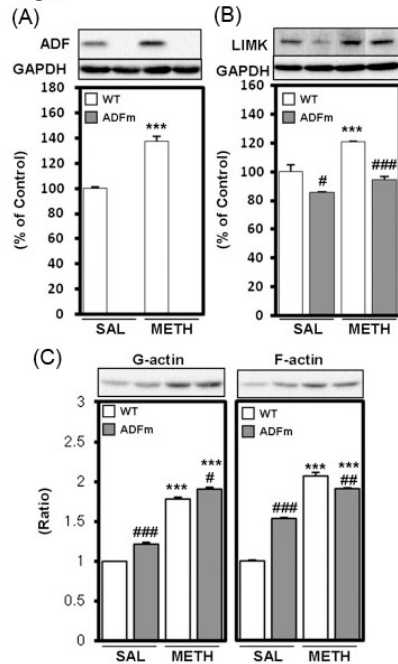 (A)
ADF
GAPDH
180
160
140
120
100
80
60
40
20
0
(% of Control)
WT
ADFm
***
SAL METH
(B)
LIMK
GAPDH
160
140
120
100
80
60
40
20
0
(% of Control)
WT
ADFm
#
***
###
SAL METH
(C)
G-actin F-actin
3
2.5
2
1.5
1
0.5
0
(Ratio)
WT
ADFm
###
***
***
#
SAL METH
WT
ADFm
###
***
***
##
SAL METH